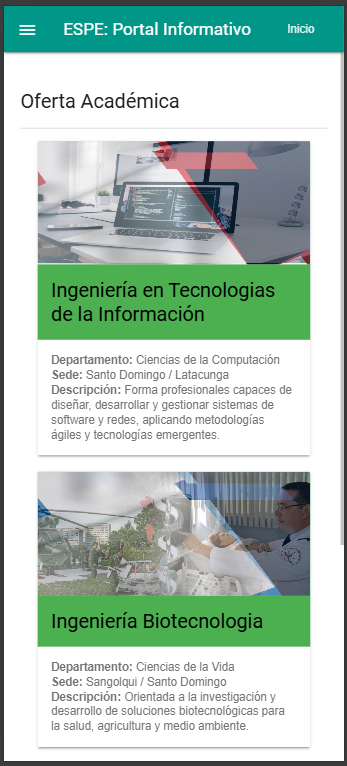 ESPE: Portal Informativo
Inicio
Oferta Académica
Ingeniería en Tecnologias
de la Información
Departamento: Ciencias de la Computación
Sede: Santo Domingo / Latacunga
Descripción: Forma profesionales capaces de
diseñar, desarrollar y gestionar sistemas de
software y redes, aplicando metodologías
ágiles y tecnologías emergentes.
Ingeniería Biotecnologia
Departamento: Ciencias de la Vida
Sede: Sangolqui / Santo Domingo
Descripción: Orientada a la investigación y
desarrollo de soluciones biotecnológicas para
la salud, agricultura y medio ambiente.